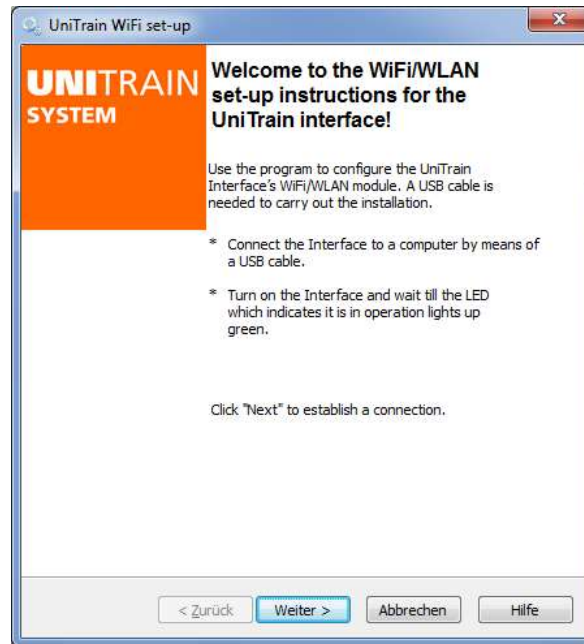 UniTrain WiFi set-up
UNITRAIN
SYSTEM
Welcome to the WiFi/WLAN
set-up instructions for the
UniTrain interface!
Use the program to configure the UniTrain
Interface's WiFi/WLAN module. A USB cable is
needed to carry out the installation.
* Connect the Interface to a computer by means of
a USB cable.
* Turn on the Interface and wait till the LED
which indicates it is in operation lights up
green.
Click "Next" to establish a connection.
< Zurück
Weiter >
Abbrechen
Hilfe